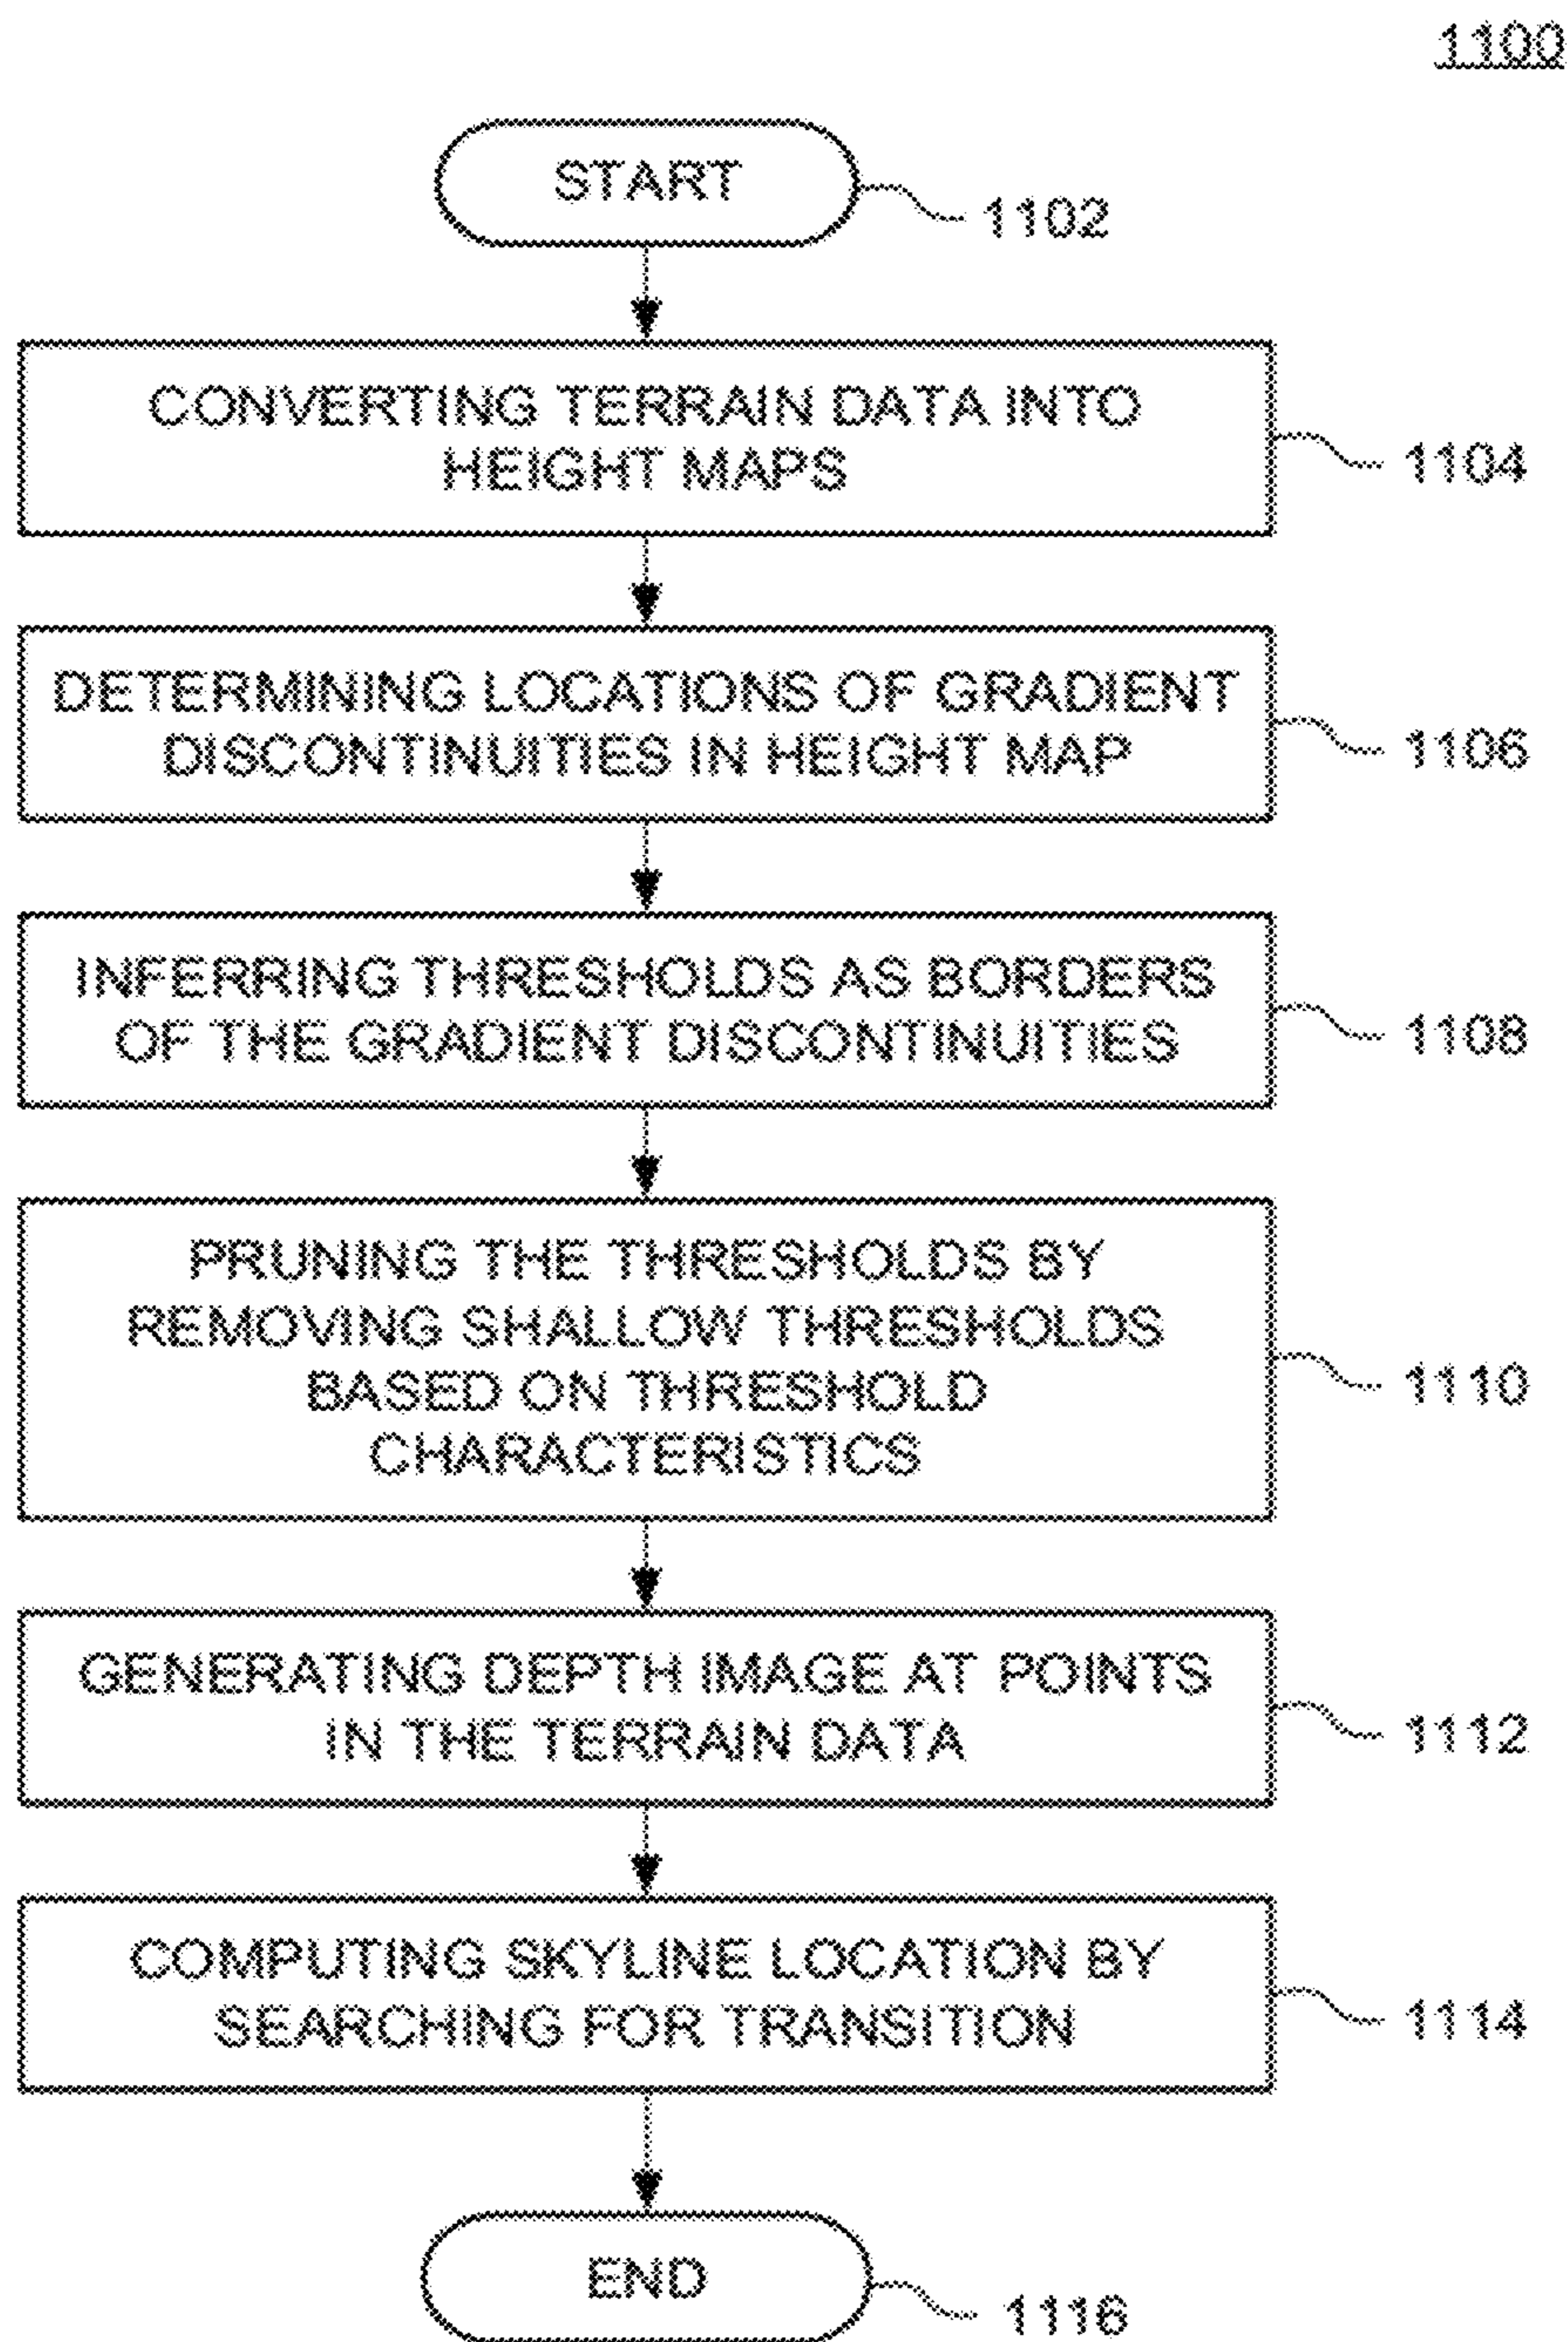 1100
START
1102
CONVERTING TERRAIN DATA INTO
HEIGHT MAPS
1104
DETERMINING LOCATIONS OF GRADIENT
DISCONTINUITIES IN HEIGHT MAP
1106
INFERRING THRESHOLDS AS BORDERS
OF THE GRADIENT DISCONTINUITIES
1108
PRUNING THE THRESHOLDS BY
REMOVING SHALLOW THRESHOLDS
BASED ON THRESHOLD
CHARACTERISTICS
1110
GENERATING DEPTH IMAGE AT POINTS
IN THE TERRAIN DATA
1112
COMPUTING SKYLINE LOCATION BY
SEARCHING FOR TRANSITION
1114
END
1116